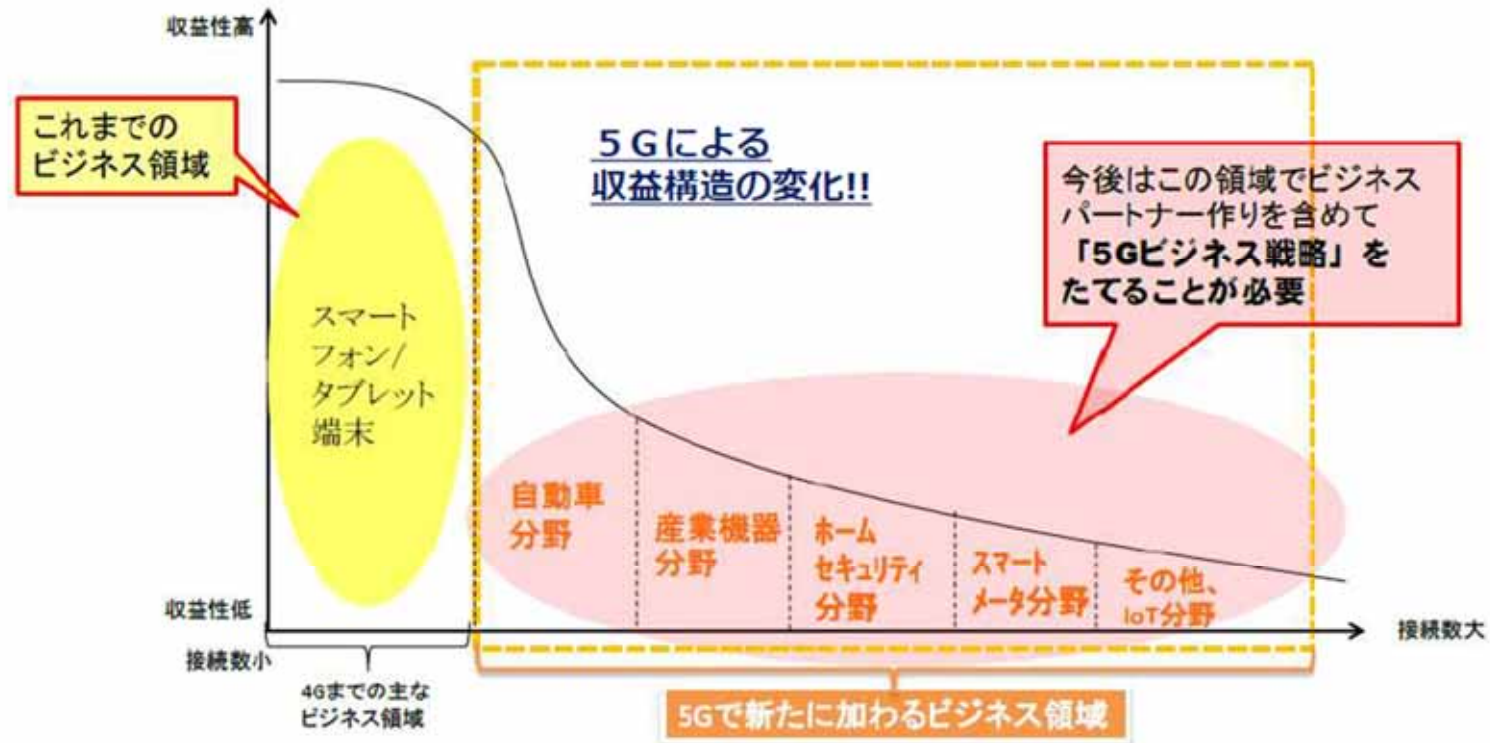 収益性高
これまでの
ビジネス領域
５Ｇによる
収益構造の変化!!
今後はこの領域でビジネス
パートナー作りを含めて
「5Gビジネス戦略」を
たてることが必要
スマート
フォン/
タブレット
端末
自動車
分野
産業機器
分野
ホーム
セキュリティ
分野
スマート
メータ分野
その他、
IoT分野
収益性低
接続数大
接続数小
4Gまでの主な
ビジネス領域
5Gで新たに加わるビジネス領域